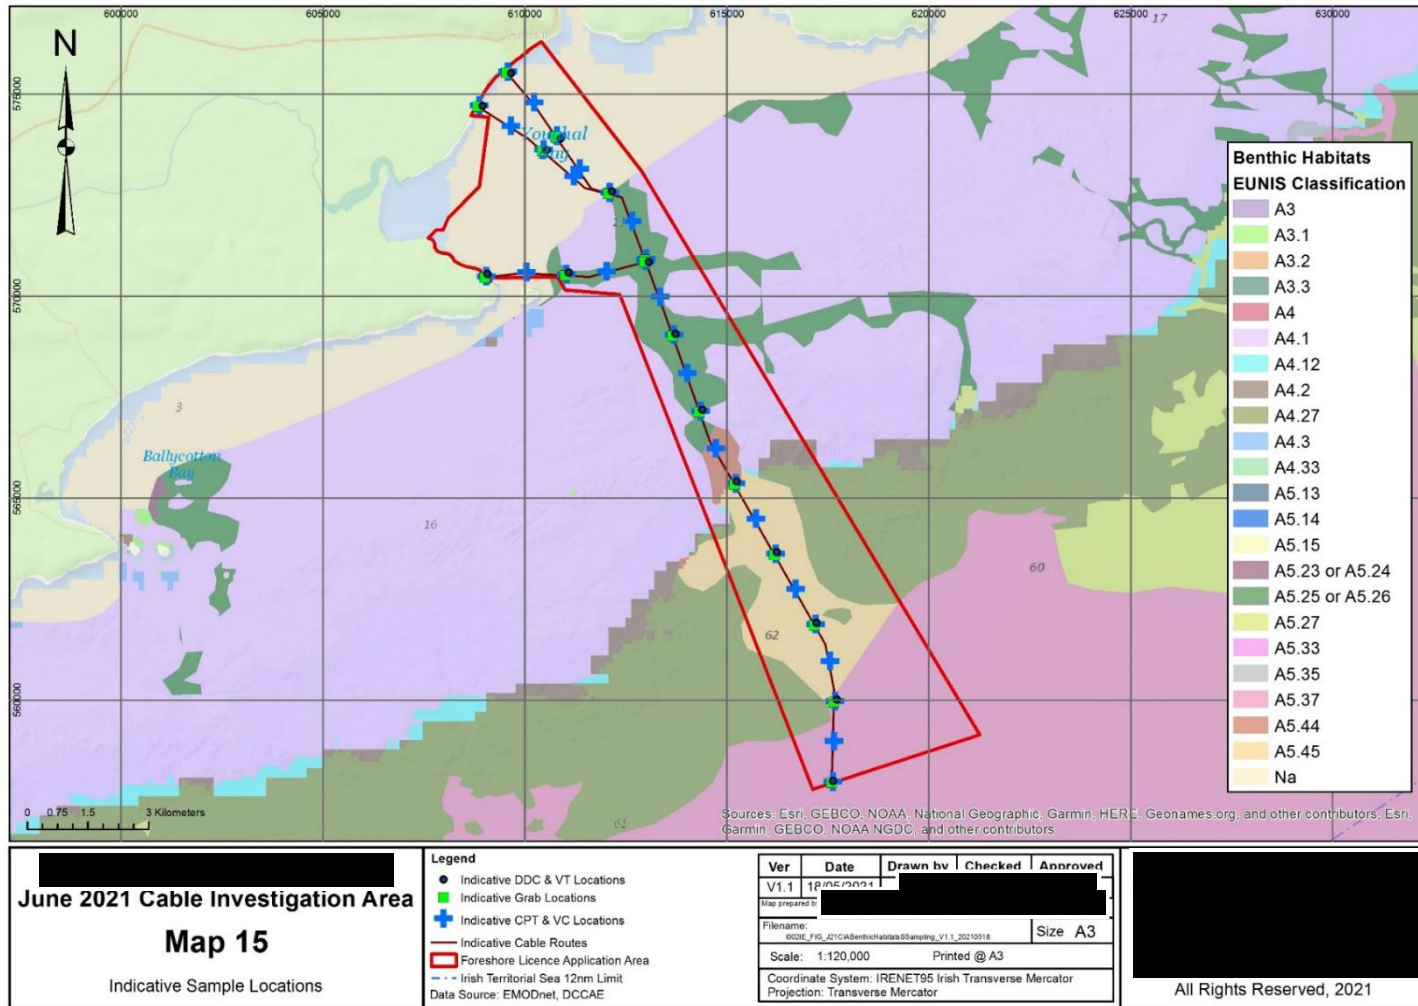 600000
605000
610000
615000
620000
625000
630000
N
17
575000
Youghal
Bay
13
570000
3
Ballycotton
Bay
565000
16
60
62
560000
61
0 0.75 1.5 3 Kilometers
Sources: Esri, GEBCO, NOAA, National Geographic, Garmin, HERE, Geonames.org, and other contributors, Esri,
Garmin, GEBCO, NOAA NGDC, and other contributors
Benthic Habitats
EUNIS Classification
A3
A3.1
A3.2
A3.3
A4
A4.1
A4.12
A4.2
A4.27
A4.3
A4.33
A5.13
A5.14
A5.15
A5.23 or A5.24
A5.25 or A5.26
A5.27
A5.33
A5.35
A5.37
A5.44
A5.45
Na
June 2021 Cable Investigation Area
Map 15
Indicative Sample Locations
Legend
Indicative DDC & VT Locations
Indicative Grab Locations
Indicative CPT & VC Locations
Indicative Cable Routes
Foreshore Licence Application Area
Irish Territorial Sea 12nm Limit
Data Source: EMODnet, DCCAE
Ver Date Drawn by Checked Approved
V1.1 18/05/2021
Map prepared by
Filename:
Size A3
Scale: 1:120,000 Printed @ A3
Coordinate System: IRENET95 Irish Transverse Mercator
Projection: Transverse Mercator
All Rights Reserved, 2021